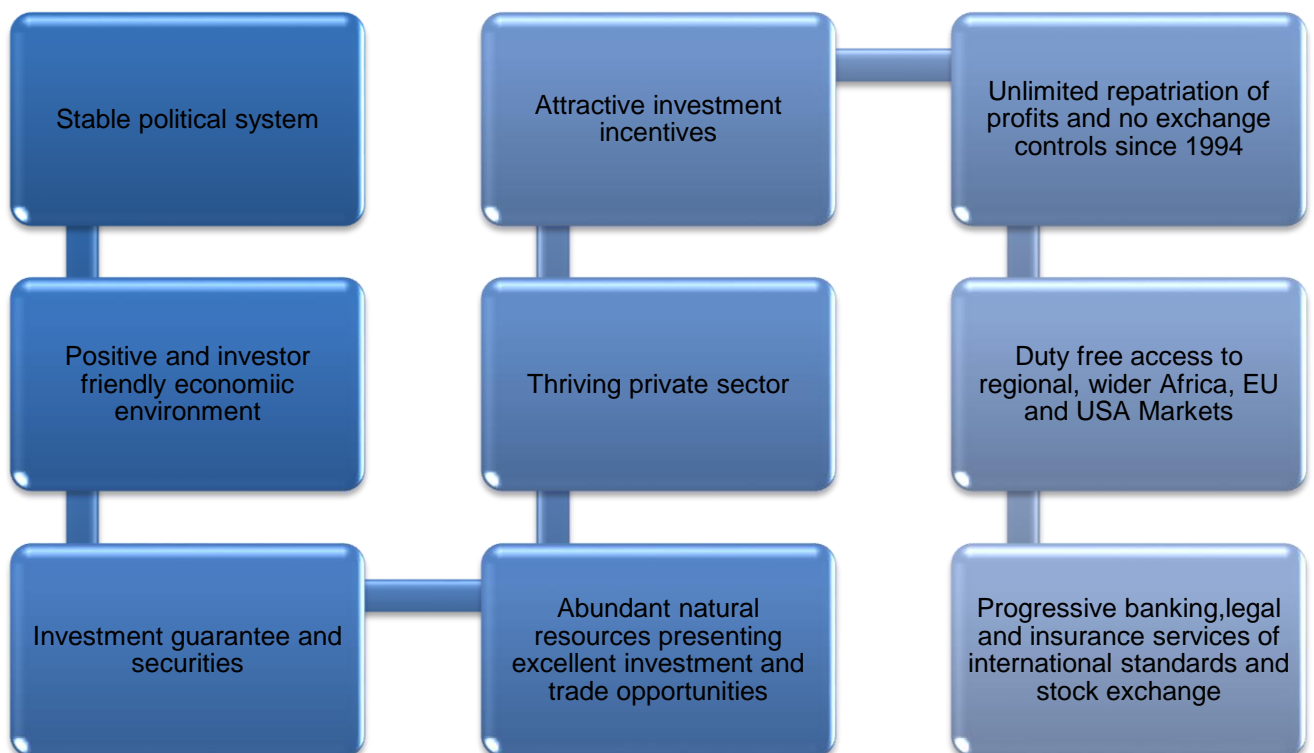 Stable political system
Positive and investor
friendly economiic
environment
Investment guarantee and
securities
Abundant natural
resources presenting
excellent investment and
trade opportunities
Thriving private sector
Attractive investment
incentives
Unlimited repatriation of
profits and no exchange
controls since 1994
Duty free access to
regional, wider Africa, EU
and USA Markets
Progressive banking,legal
and insurance services of
international standards and
stock exchange